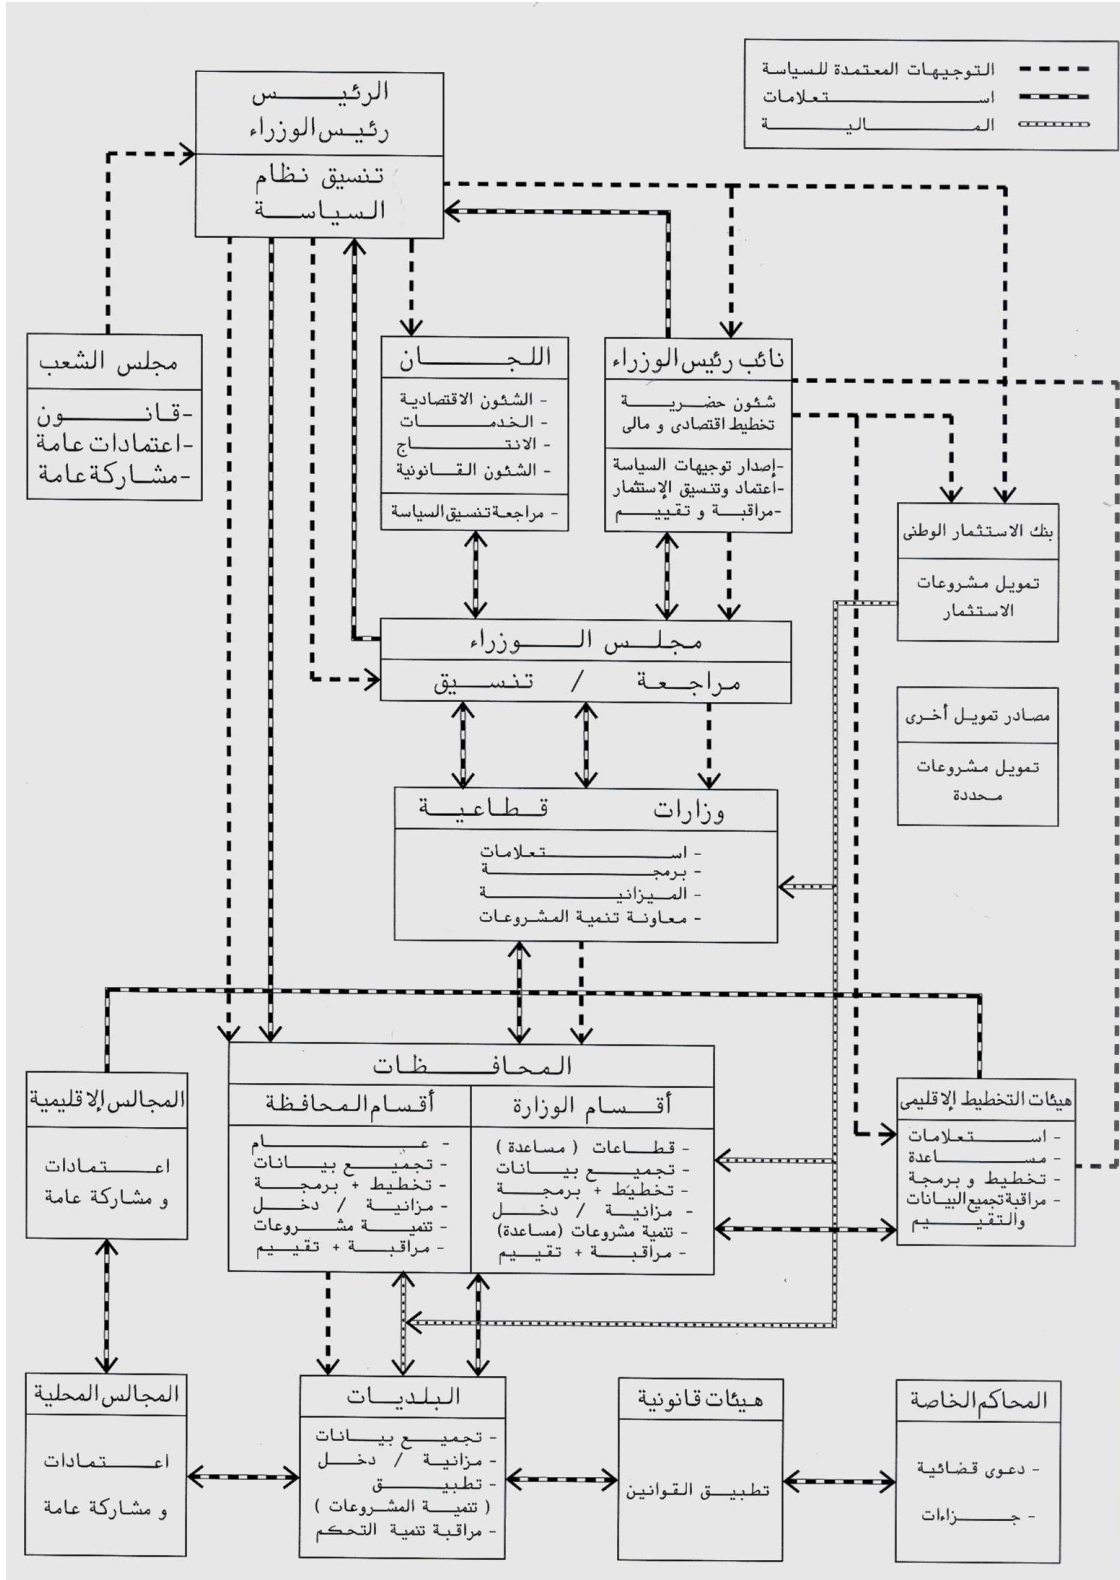 التوجيهات المعتمدة للسياسة
استعلامات
المالية
الرئيس
رئيس الوزراء
تنسيق نظام
السياسة
مجلس الشعب
-قانون
-اعتمادات عامة
-مشاركة عامة
اللجان
- الشئون الاقتصادية
- الخدمات
- الانتاج
- الشئون القانونية
- مراجعة تنسيق السياسة
نائب رئيس الوزراء
شئون حضرية
تخطيط اقتصادى و مالى
-إصدار توجيهات السياسة
-اعتماد وتنسيق الإستثمار
-مراقبة و تقييم
بنك الاستثمار الوطنى
تمويل مشروعات
الاستثمار
مجلس الوزراء
مراجعة / تنسيق
مصادر تمويل أخرى
تمويل مشروعات
محددة
وزارات قطاعية
- استعلامات
- برمجة
- الميزانية
- معاونة تنمية المشروعات
المحافظات
أقسام الوزارة
- قطاعات ( مساعدة )
- تجميع بيانات
- تخطيط + برمجة
- مزانية / دخل
- تنمية مشروعات (مساعدة)
- مراقبة + تقييم
أقسام المحافظة
- عام
- تجميع بيانات
- تخطيط + برمجة
- مزانية / دخل
- تنمية مشروعات
- مراقبة + تقييم
هيئات التخطيط الإقليمى
- استعلامات
- مساعدة
- تخطيط و برمجة
- مراقبة تجميع البيانات
والتقييم
المجالس الإقليمية
اعتمادات
و مشاركة عامة
المجالس المحلية
اعتمادات
و مشاركة عامة
البلديات
- تجميع بيانات
- مزانية / دخل
- تطبيق
( تنمية المشروعات )
- مراقبة تنمية التحكم
هيئات قانونية
تطبيق القوانين
المحاكم الخاصة
- دعوى قضائية
- جزاءات